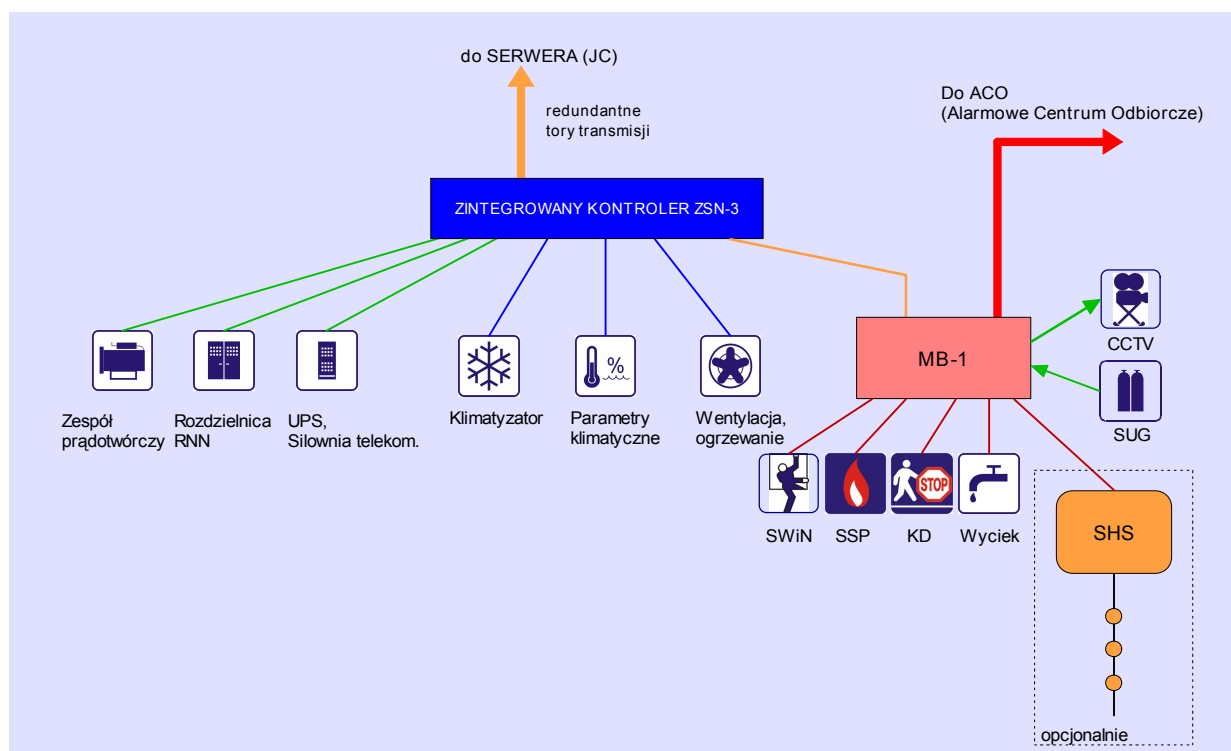 do SERWERA (JC)
redundantne
tory transmisji
Do ACO
(Alarmowe Centrum Odbiorcze)
ZINTEGROWANY KONTROLER ZSN-3
MB-1
CCTV
SUG
%
Zespół
prądotwórczy
Rozdzielnica
RNN
UPS,
Silownia telekom.
Klimatyzator
Parametry
klimatyczne
Wentylacja,
ogrzewanie
STOP
SWiN
SSP
KD
Wyciek
SHS
opcjonalnie